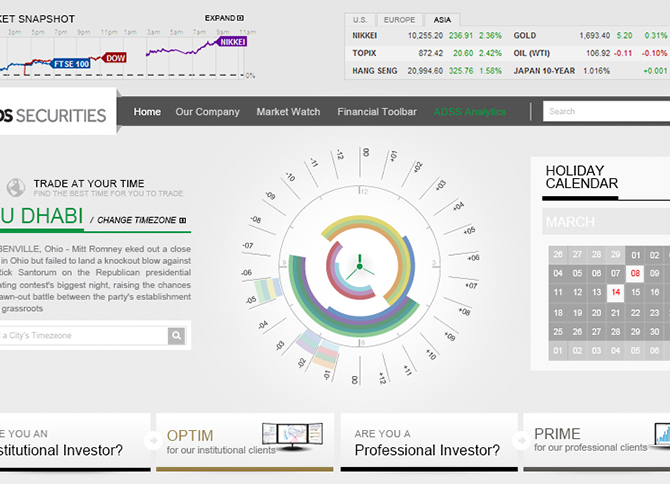 KET SNAPSHOT
EXPAND
3pm 5pm 7pm 9pm 11pm 1am 3am 5am 7am 9am 11am
NIKKEI
DOW
FTSE 100
0%
U.S. EUROPE ASIA
NIKKEI 10,255.20 236.91 2.36% GOLD 1,693.40 5.20 0.31%
TOPIX 872.42 20.60 2.42% OIL (WTI) 106.92 -0.11 -0.10%
HANG SENG 20,994.60 325.76 1.58% JAPAN 10-YEAR 1.016% +0.001
DS SECURITIES
Home Our Company Market Watch Financial Toolbar ADSS Analytics Search
TRADE AT YOUR TIME
FIND THE BEST TIME FOR YOU TO TRADE
U DHABI / CHANGE TIMEZONE
BENVILLE, Ohio - Mitt Romney eked out a close
in Ohio but failed to land a knockout blow against
tick Santorum on the Republican presidential
ating contest's biggest night, raising the chances
awn-out battle between the party's establishment
grassroots
a City's Timezone
00
+03
+04
+05
+06
+07
+08
+09
+10
+11
+12
00
-01
-02
-03
-04
-05
-06
-07
-08
-09
-10
-11
-12
12
3
6
9
HOLIDAY
CALENDAR
MARCH
26 27 28 29 01 02
04 05 06 07 08 09
11 12 13 14 15 16
18 19 20 21 22 23
25 26 27 28 29 30
01 02 03 04 05 06
RE YOU AN
stitutional Investor?
OPTIM
for our institutional clients
ARE YOU A
Professional Investor?
PRIME
for our professional clients